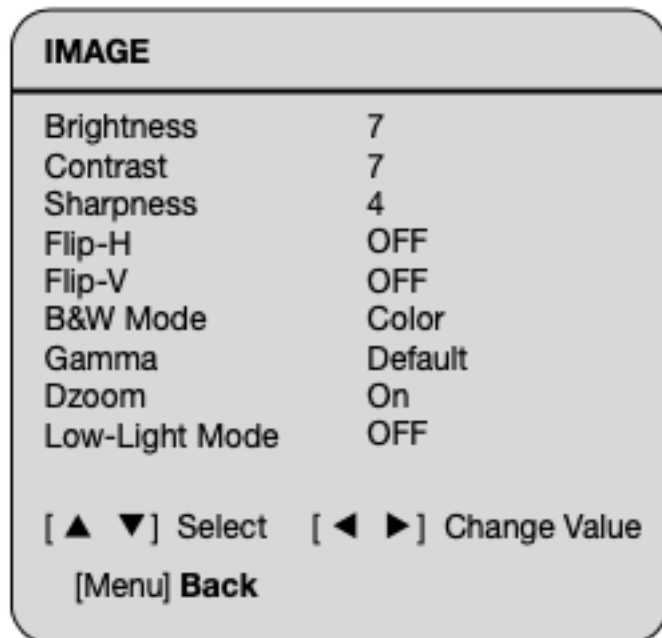 IMAGE
Brightness 7
Contrast 7
Sharpness 4
Flip-H OFF
Flip-V OFF
B&W Mode Color
Gamma Default
Dzoom On
Low-Light Mode OFF
[ ▲ ▼] Select [ ◀ ▶] Change Value
[Menu] Back